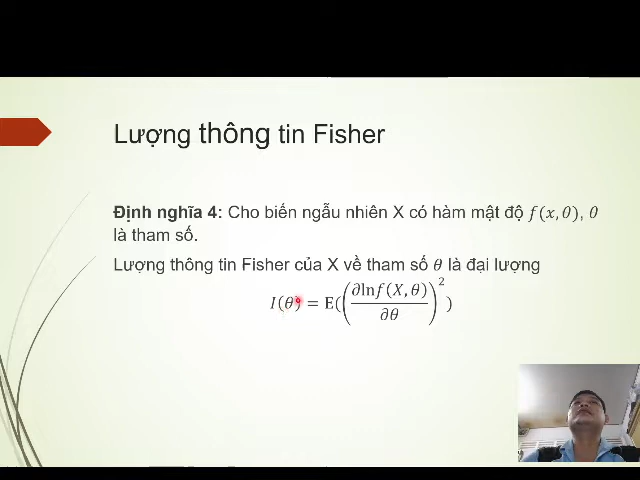 Lượng thông tin Fisher
Định nghĩa 4: Cho biến ngẫu nhiên X có hàm mật độ f(x, θ), θ
là tham số.
Lượng thông tin Fisher của X về tham số θ là đại lượng
I(θ) = E((∂lnf(X, θ)/∂θ)²)